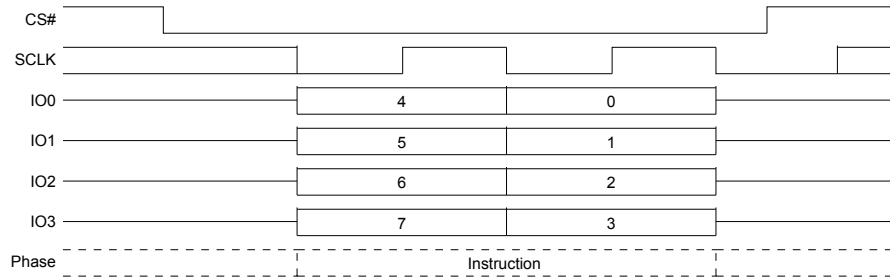 CS#
SCLK
IO0 4 0
IO1 5 1
IO2 6 2
IO3 7 3
Phase Instruction